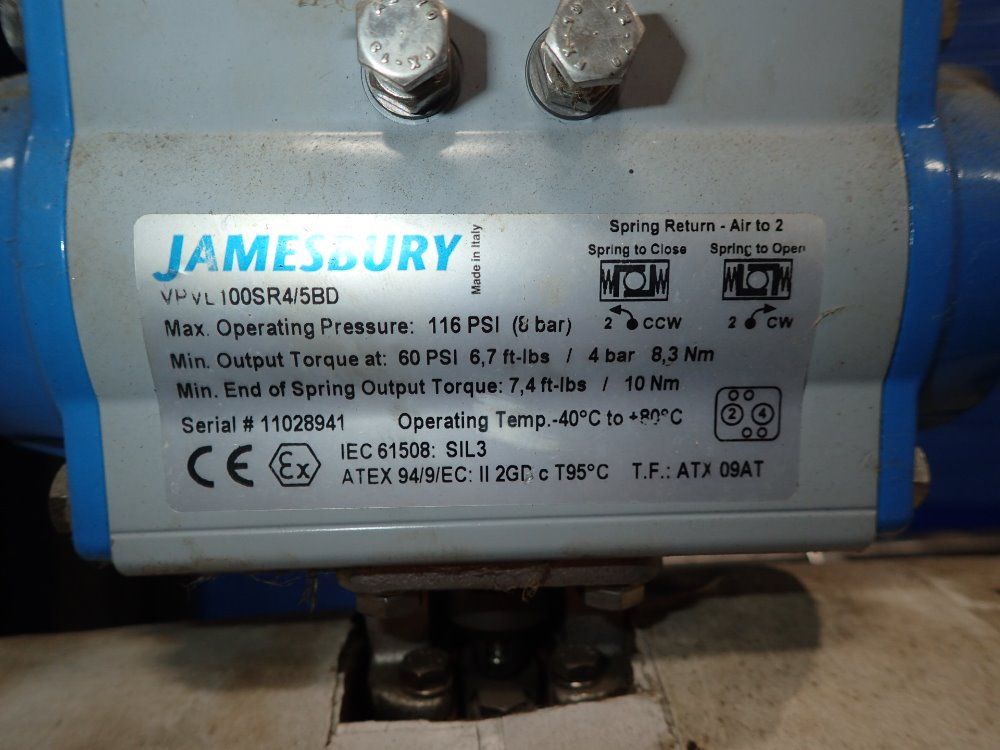 JAMESBURY
Made in Italy
VPVL100SR4/5BD
Max. Operating Pressure: 116 PSI (8 bar)
Min. Output Torque at: 60 PSI 6,7 ft-lbs / 4 bar 8,3 Nm
Min. End of Spring Output Torque: 7,4 ft-lbs / 10 Nm
Serial # 11028941 Operating Temp.-40°C to +80°C
IEC 61508: SIL3
CE Ex
ATEX 94/9/EC: II 2GD c T95°C T.F.: ATX 09AT
Spring Return - Air to 2
Spring to Close Spring to Open
2 CCW 2 CW
2 4